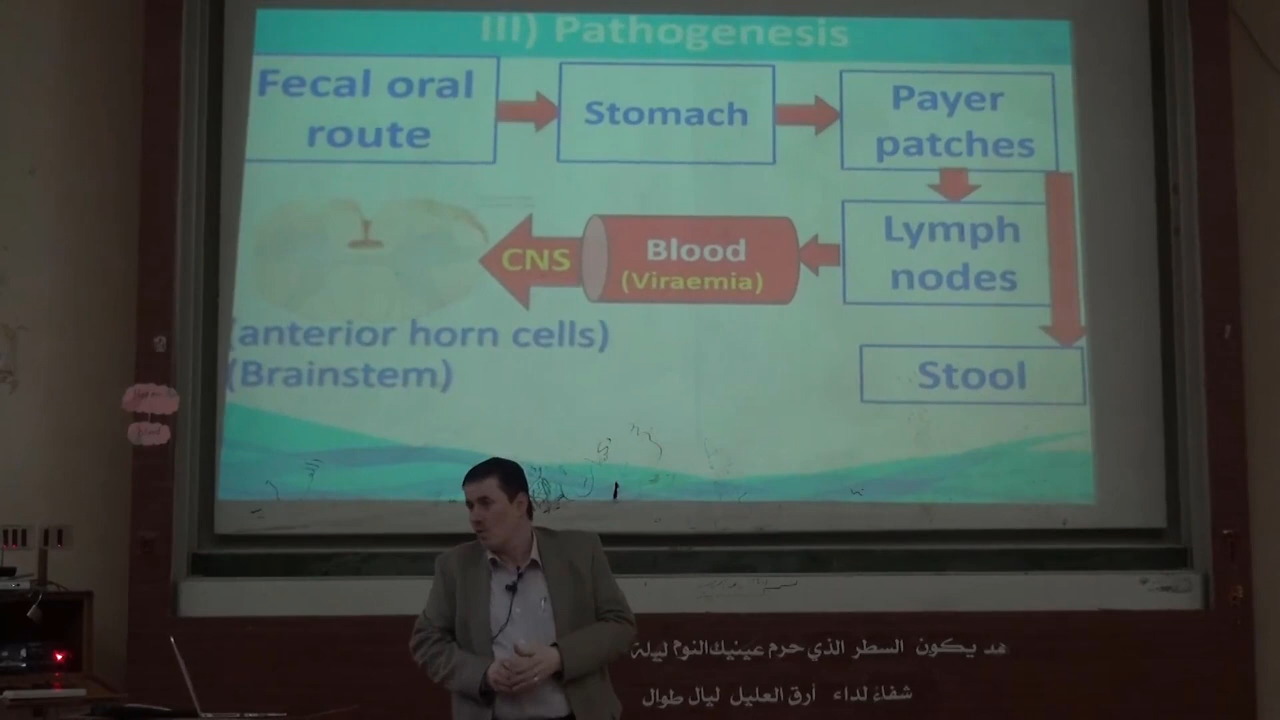 III) Pathogenesis
Fecal oral
route
Stomach
Payer
patches
Lymph
nodes
Blood
(Viraemia)
CNS
(anterior horn cells)
(Brainstem)
Stool
قد يكون السطر الذي حرم عينيك النوم ليلة
شفاءً لداء أرق العليل ليال طوال